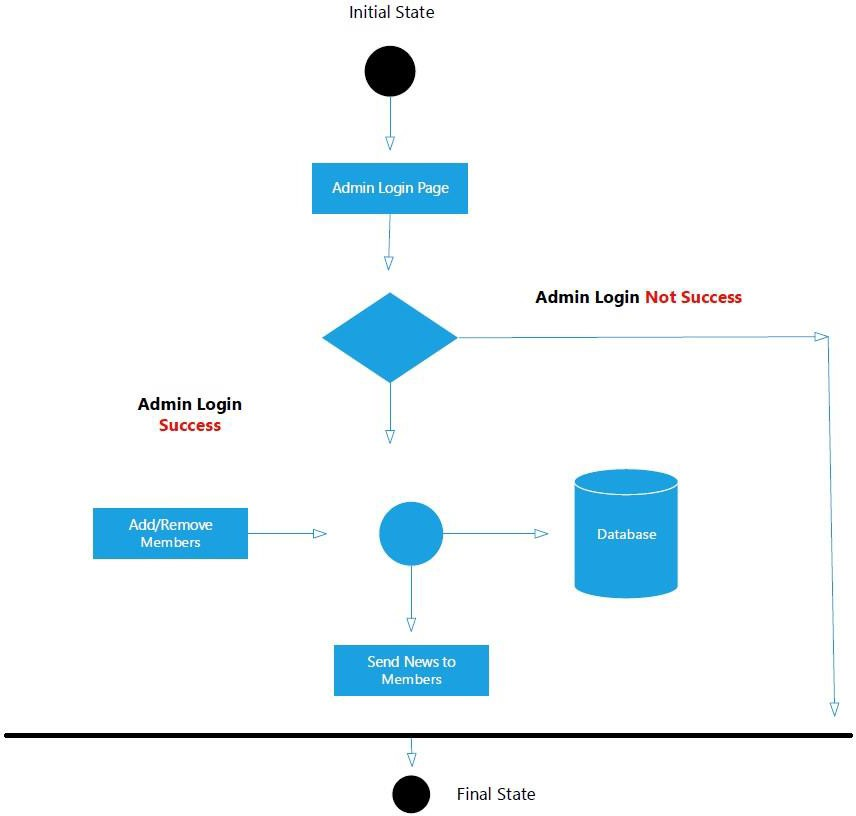 Initial State
Admin Login Page
Admin Login Not Success
Admin Login
Success
Add/Remove
Members
Database
Send News to
Members
Final State